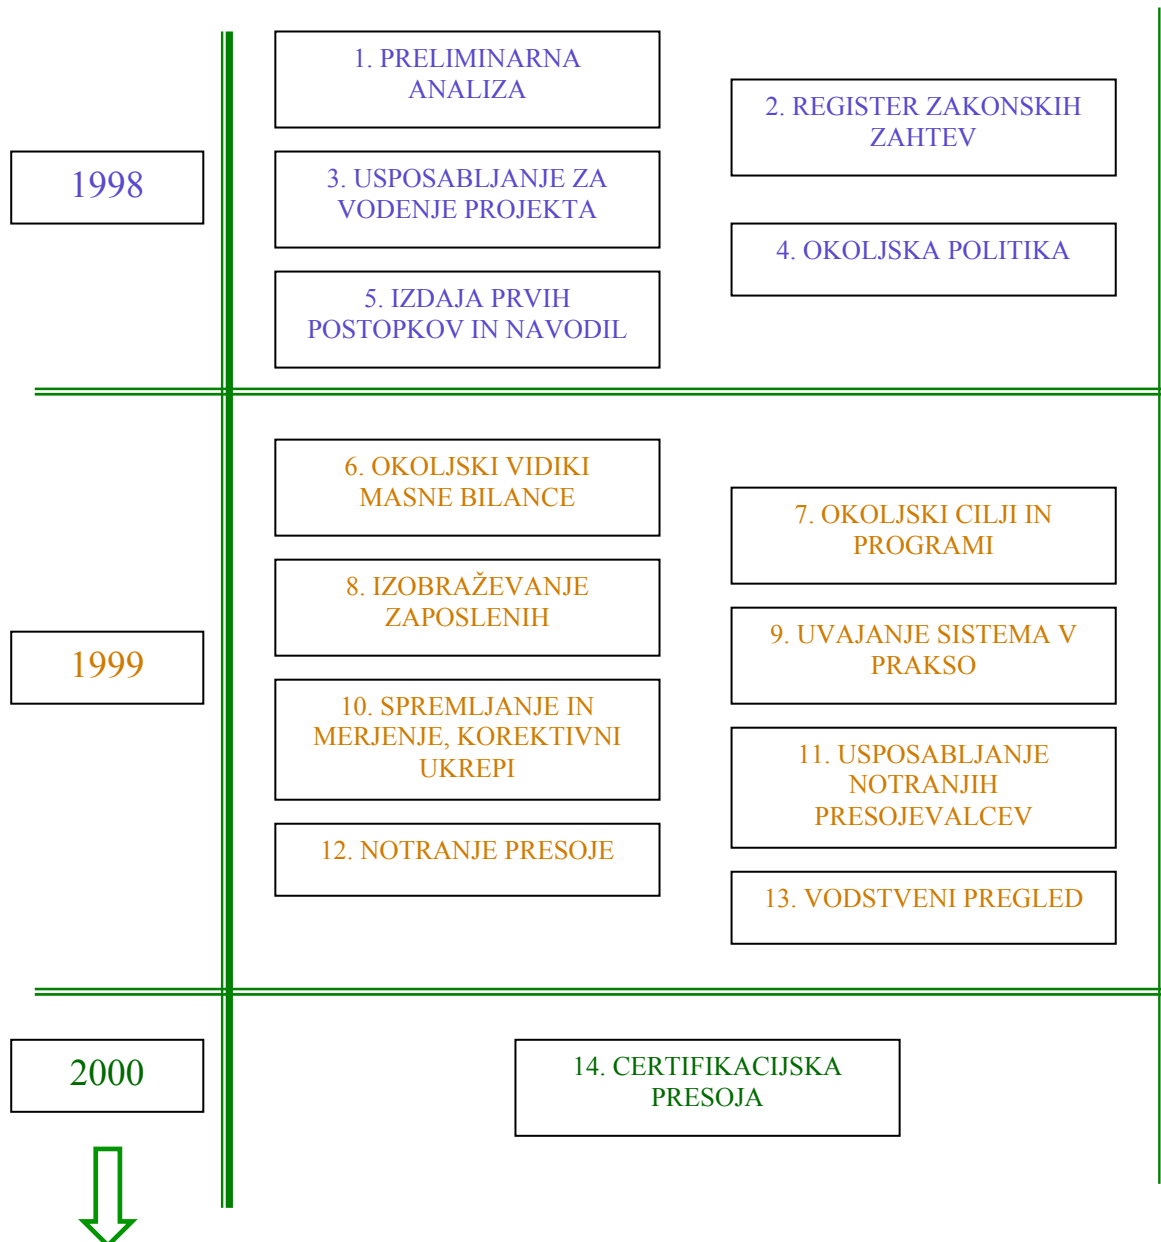 1998
1. PRELIMINARNA
ANALIZA
2. REGISTER ZAKONSKIH
ZAHTEV
3. USPOSABLJANJE ZA
VODENJE PROJEKTA
4. OKOLJSKA POLITIKA
5. IZDAJA PRVIH
POSTOPKOV IN NAVODIL
1999
6. OKOLJSKI VIDIKI
MASNE BILANCE
7. OKOLJSKI CILJI IN
PROGRAMI
8. IZOBRAŽEVANJE
ZAPOSLENIH
9. UVAJANJE SISTEMA V
PRAKSO
10. SPREMLJANJE IN
MERJENJE, KOREKTIVNI
UKREPI
11. USPOSABLJANJE
NOTRANJIH
PRESOJEVALCEV
12. NOTRANJE PRESOJE
13. VODSTVENI PREGLED
2000
14. CERTIFIKACIJSKA
PRESOJA